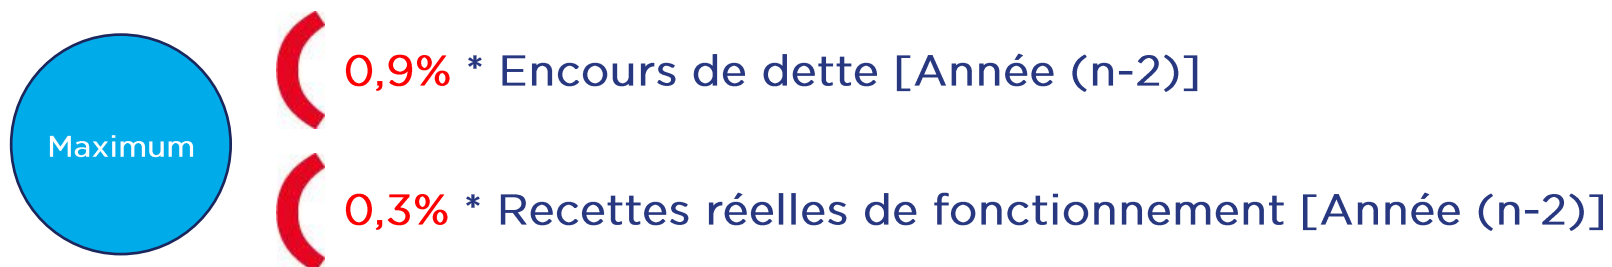 0,9% * Encours de dette [Année (n-2)]
Maximum
0,3% * Recettes réelles de fonctionnement [Année (n-2)]